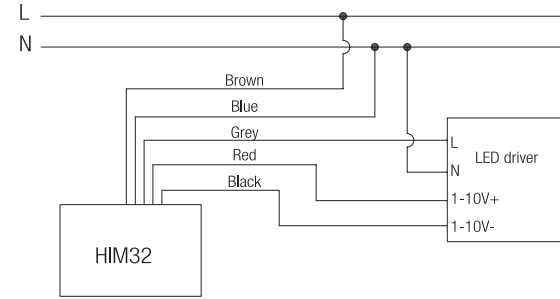 L
N
Brown
Blue
Grey
Red
Black
HIM32
L
N
LED driver
1-10V+
1-10V-